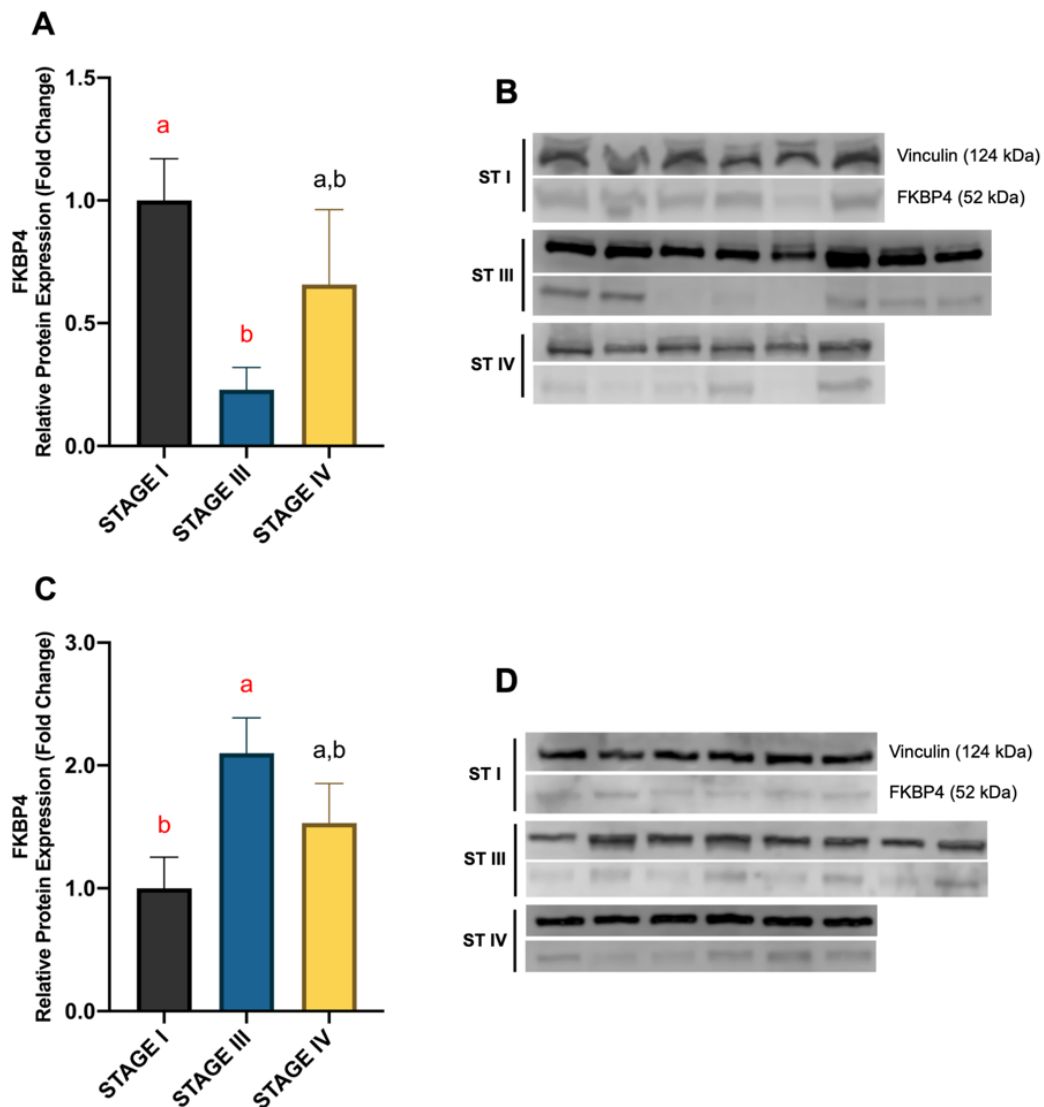 A
FKBP4
Relative Protein Expression (Fold Change)
1.5
1.0
0.5
0.0
a
b
a,b
STAGE I
STAGE III
STAGE IV
B
ST I
Vinculin (124 kDa)
FKBP4 (52 kDa)
ST III
ST IV
C
FKBP4
Relative Protein Expression (Fold Change)
3.0
2.0
1.0
0.0
b
a
a,b
STAGE I
STAGE III
STAGE IV
D
ST I
Vinculin (124 kDa)
FKBP4 (52 kDa)
ST III
ST IV